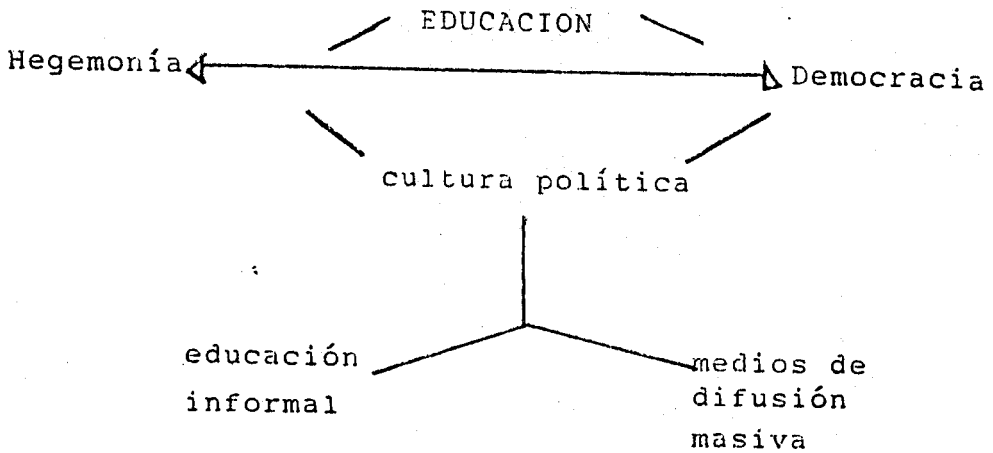 EDUCACION
Hegemonía
Democracia
cultura política
educación
informal
medios de
difusión
masiva